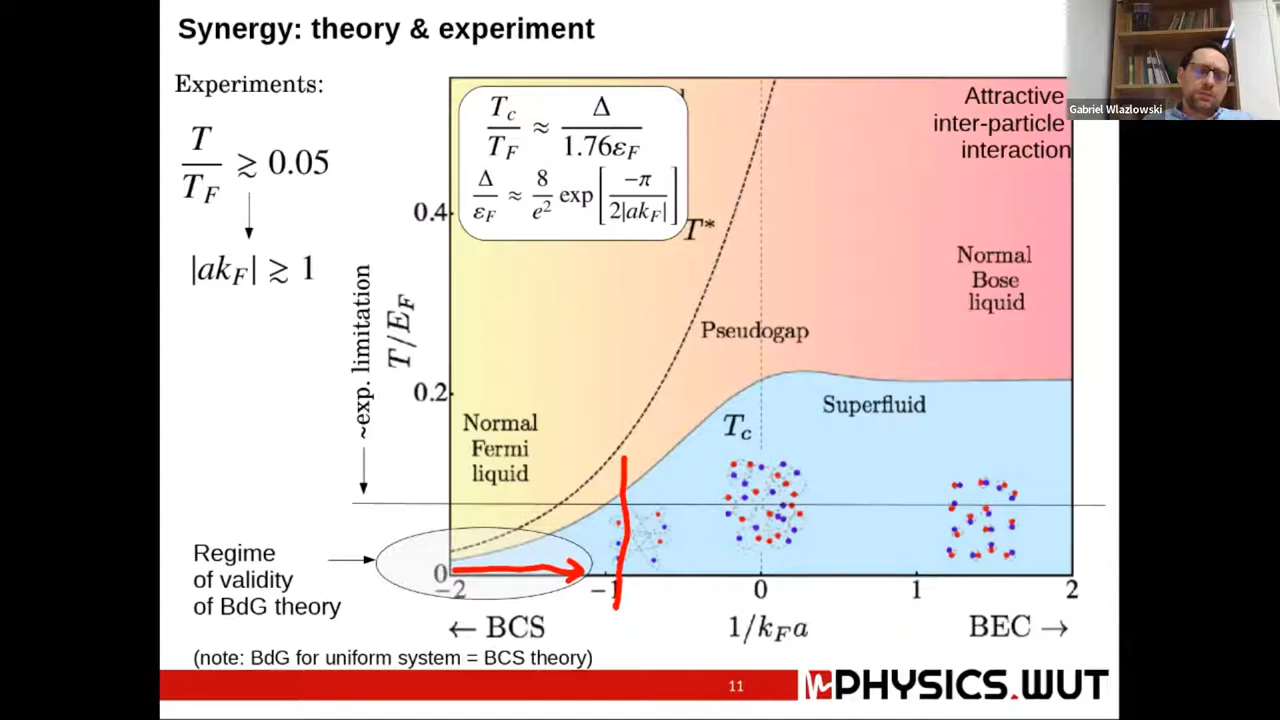 Synergy: theory & experiment
Experiments:
T/T_F ≳ 0.05
|ak_F| ≳ 1
T_c/T_F ≈ Δ/1.76ε_F
Δ/ε_F ≈ 8/e² exp[−π/2|ak_F|]
Attractive
inter-particle
interaction
Gabriel Wlazlowski
T*
Normal
Bose
liquid
Pseudogap
~exp. limitation
T/E_F
0.4
0.2
0
Superfluid
T_c
Normal
Fermi
liquid
Regime
of validity
of BdG theory
−2
−1
0
1
2
← BCS
1/k_F a
BEC →
(note: BdG for uniform system = BCS theory)
11
PHYSICS.WUT